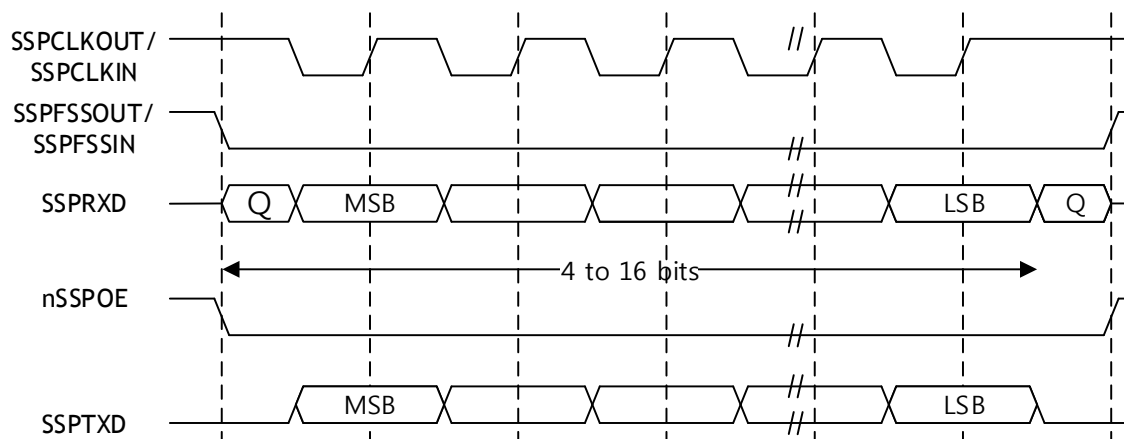 SSPCLKOUT/
SSPCLKIN
SSPFSSOUT/
SSPFSSIN
SSPRXD
Q
MSB
LSB
Q
4 to 16 bits
nSSPOE
SSPTXD
MSB
LSB